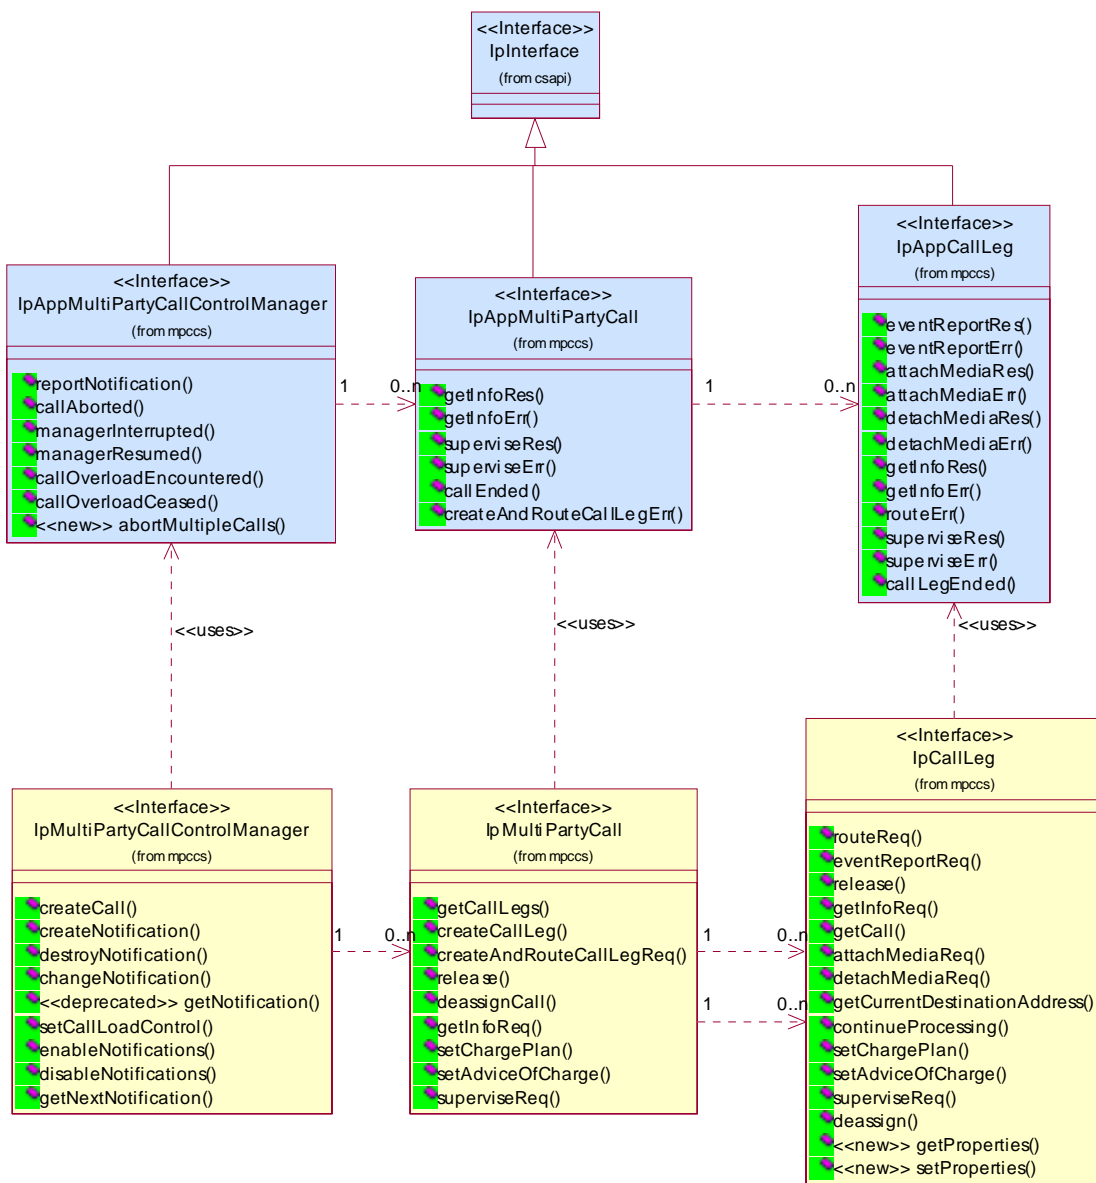 <<Interface>>
IpInterface
(from csapi)
<<Interface>>
IpAppCallLeg
(from mpccs)
eventReportRes()
eventReportErr()
attachMediaRes()
attachMediaErr()
detachMediaRes()
detachMediaErr()
getInfoRes()
getInfoErr()
routeErr()
superviseRes()
superviseErr()
callLegEnded()
<<Interface>>
IpAppMultiPartyCallControlManager
(from mpccs)
reportNotification()
callAborted()
managerInterrupted()
managerResumed()
callOverloadEncountered()
callOverloadCeased()
<<new>> abortMultipleCalls()
1
0..n
<<Interface>>
IpAppMultiPartyCall
(from mpccs)
getInfoRes()
getInfoErr()
superviseRes()
superviseErr()
callEnded()
createAndRouteCallLegErr()
1
0..n
<<uses>>
<<uses>>
<<uses>>
<<Interface>>
IpMultiPartyCallControlManager
(from mpccs)
createCall()
createNotification()
destroyNotification()
changeNotification()
<<deprecated>> getNotification()
setCallLoadControl()
enableNotifications()
disableNotifications()
getNextNotification()
1
0..n
<<Interface>>
IpMultiPartyCall
(from mpccs)
getCallLegs()
createCallLeg()
createAndRouteCallLegReq()
release()
deassignCall()
getInfoReq()
setChargePlan()
setAdviceOfCharge()
superviseReq()
1
0..n
1
0..n
<<Interface>>
IpCallLeg
(from mpccs)
routeReq()
eventReportReq()
release()
getInfoReq()
getCall()
attachMediaReq()
detachMediaReq()
getCurrentDestinationAddress()
continueProcessing()
setChargePlan()
setAdviceOfCharge()
superviseReq()
deassign()
<<new>> getProperties()
<<new>> setProperties()